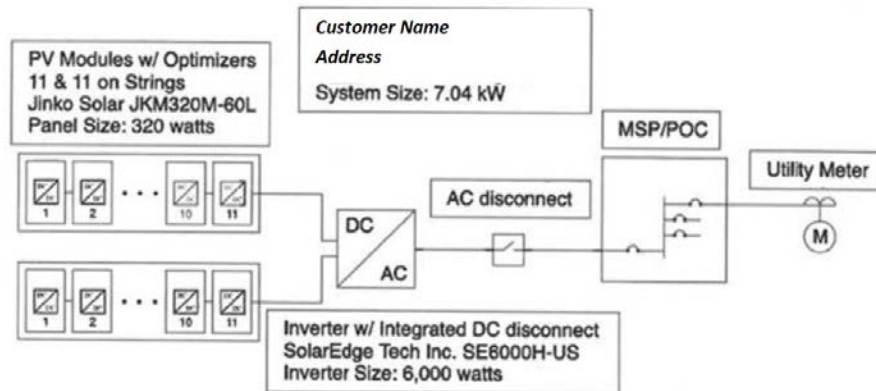 Customer Name
Address
System Size: 7.04 kW
PV Modules w/ Optimizers
11 & 11 on Strings
Jinko Solar JKM320M-60L
Panel Size: 320 watts
MSP/POC
Utility Meter
AC disconnect
1 2 ••• 10 11
DC
AC
M
1 2 ••• 10 11
Inverter w/ Integrated DC disconnect
SolarEdge Tech Inc. SE6000H-US
Inverter Size: 6,000 watts